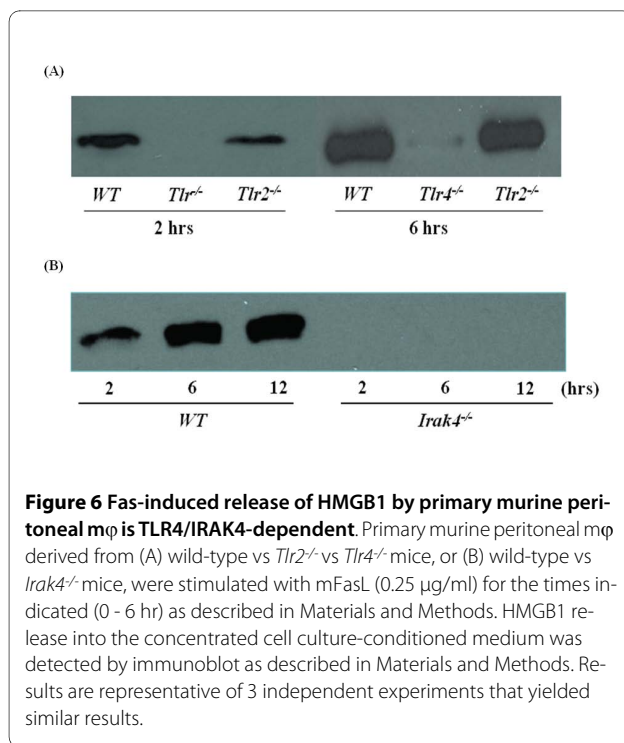 (A)
WT Tlr-/- Tlr2-/- WT Tlr4-/- Tlr2-/-
2 hrs 6 hrs
(B)
2 6 12 2 6 12 (hrs)
WT Irak4-/-
Figure 6 Fas-induced release of HMGB1 by primary murine peri-
toneal mφ is TLR4/IRAK4-dependent. Primary murine peritoneal mφ
derived from (A) wild-type vs Tlr2-/- vs Tlr4-/- mice, or (B) wild-type vs
Irak4-/- mice, were stimulated with mFasL (0.25 μg/ml) for the times in-
dicated (0 - 6 hr) as described in Materials and Methods. HMGB1 re-
lease into the concentrated cell culture-conditioned medium was
detected by immunoblot as described in Materials and Methods. Re-
sults are representative of 3 independent experiments that yielded
similar results.